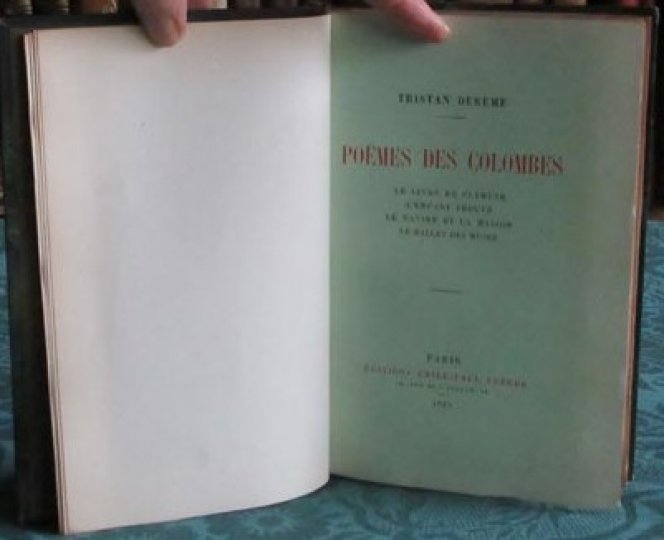 TRISTAN DERÈME
POÈMES DES COLOMBES
LE LIVRE DE CLYMÈNE
L'ENFANT PERDUE
LE NAVIRE ET LA MAISON
LE BALLET DES MUSES
PARIS
ÉDITIONS ÉMILE-PAUL FRÈRES